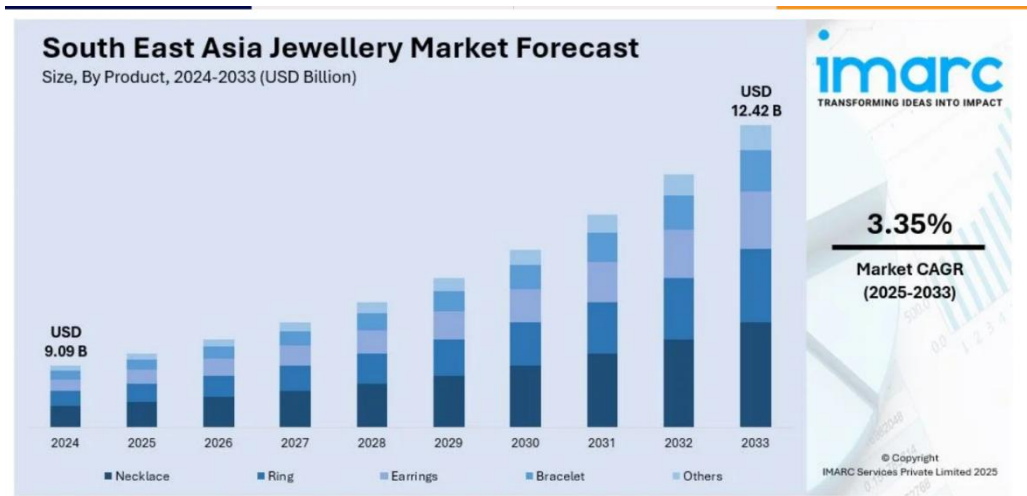 South East Asia Jewellery Market Forecast
Size, By Product, 2024-2033 (USD Billion)
USD
9.09 B
USD
12.42 B
2024 2025 2026 2027 2028 2029 2030 2031 2032 2033
Necklace Ring Earrings Bracelet Others
imarc
TRANSFORMING IDEAS INTO IMPACT
3.35%
Market CAGR
(2025-2033)
© Copyright
IMARC Services Private Limited 2025